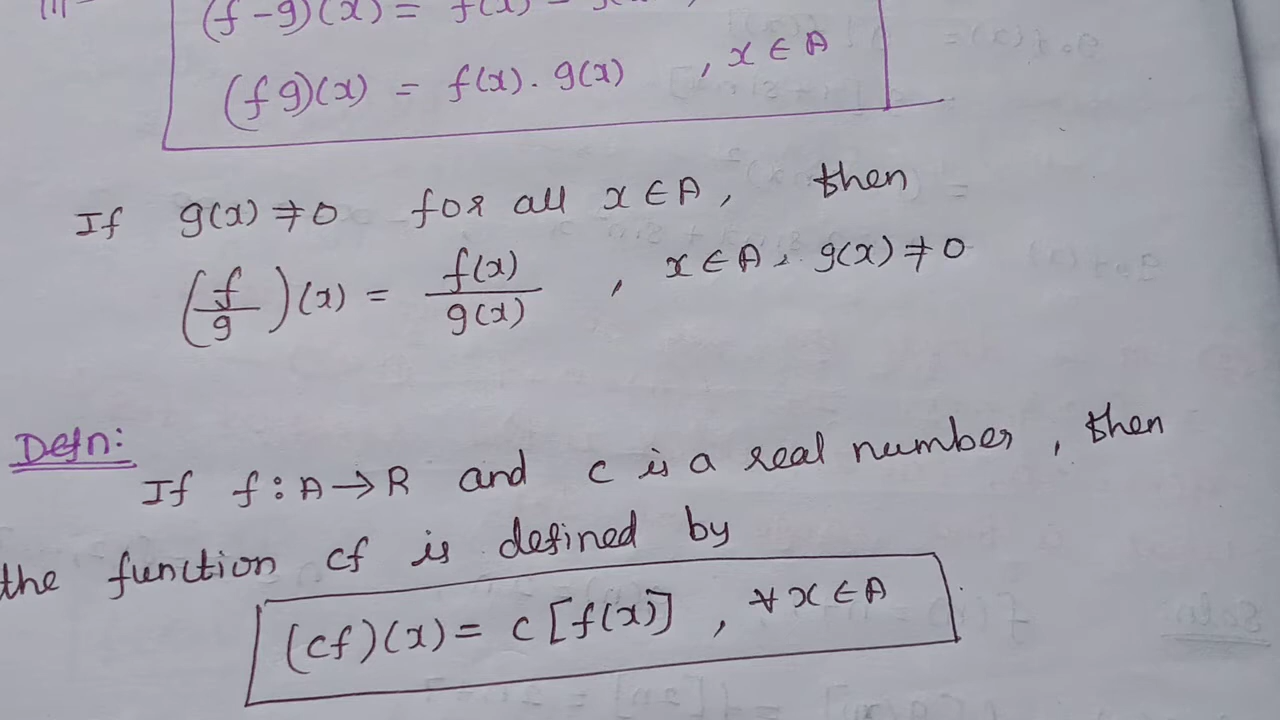 (f-g)(x) = f(x) -
(fg)(x) = f(x). g(x) , x ∈ A
If g(x) ≠ 0 for all x ∈ A, then
(f/g)(x) = f(x)/g(x) , x ∈ A, g(x) ≠ 0
Defn:
If f : A → R and c is a real number, then
the function cf is defined by
(cf)(x) = c[f(x)] , ∀ x ∈ A